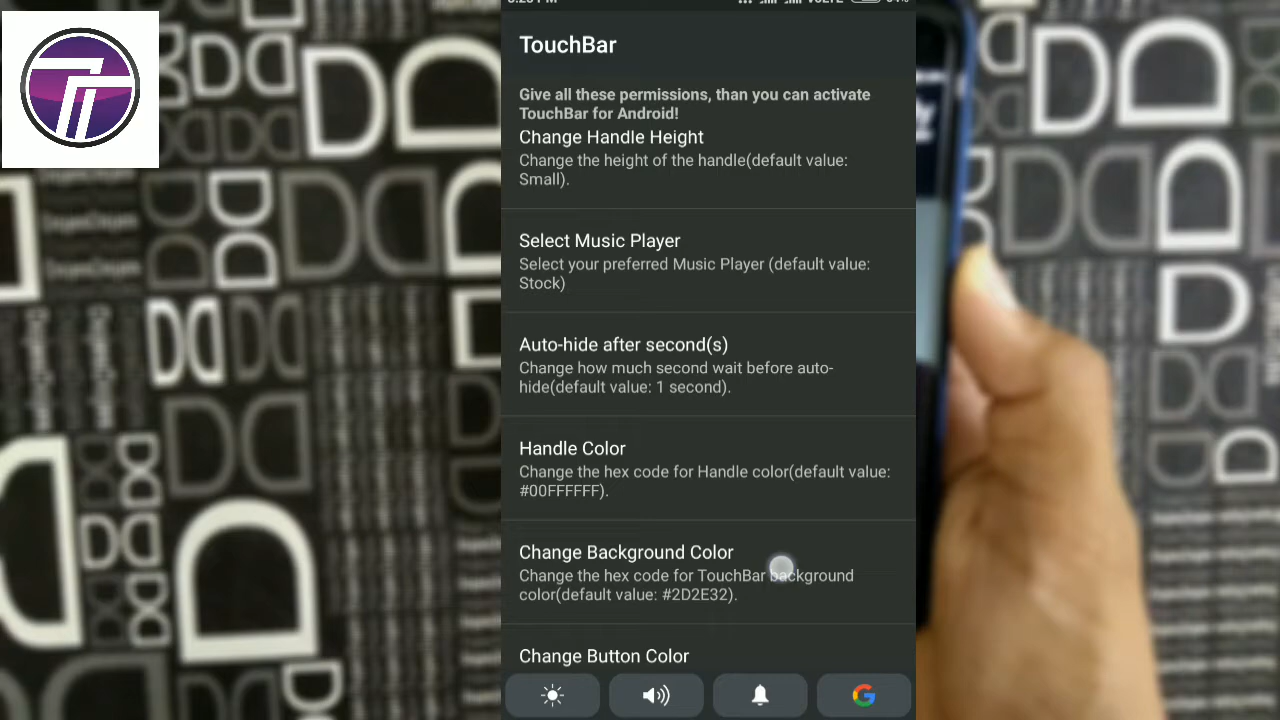 TouchBar
Give all these permissions, than you can activate
TouchBar for Android!
Change Handle Height
Change the height of the handle(default value:
Small).
Select Music Player
Select your preferred Music Player (default value:
Stock)
Auto-hide after second(s)
Change how much second wait before auto-
hide(default value: 1 second).
Handle Color
Change the hex code for Handle color(default value:
#00FFFFFF).
Change Background Color
Change the hex code for TouchBar background
color(default value: #2D2E32).
Change Button Color